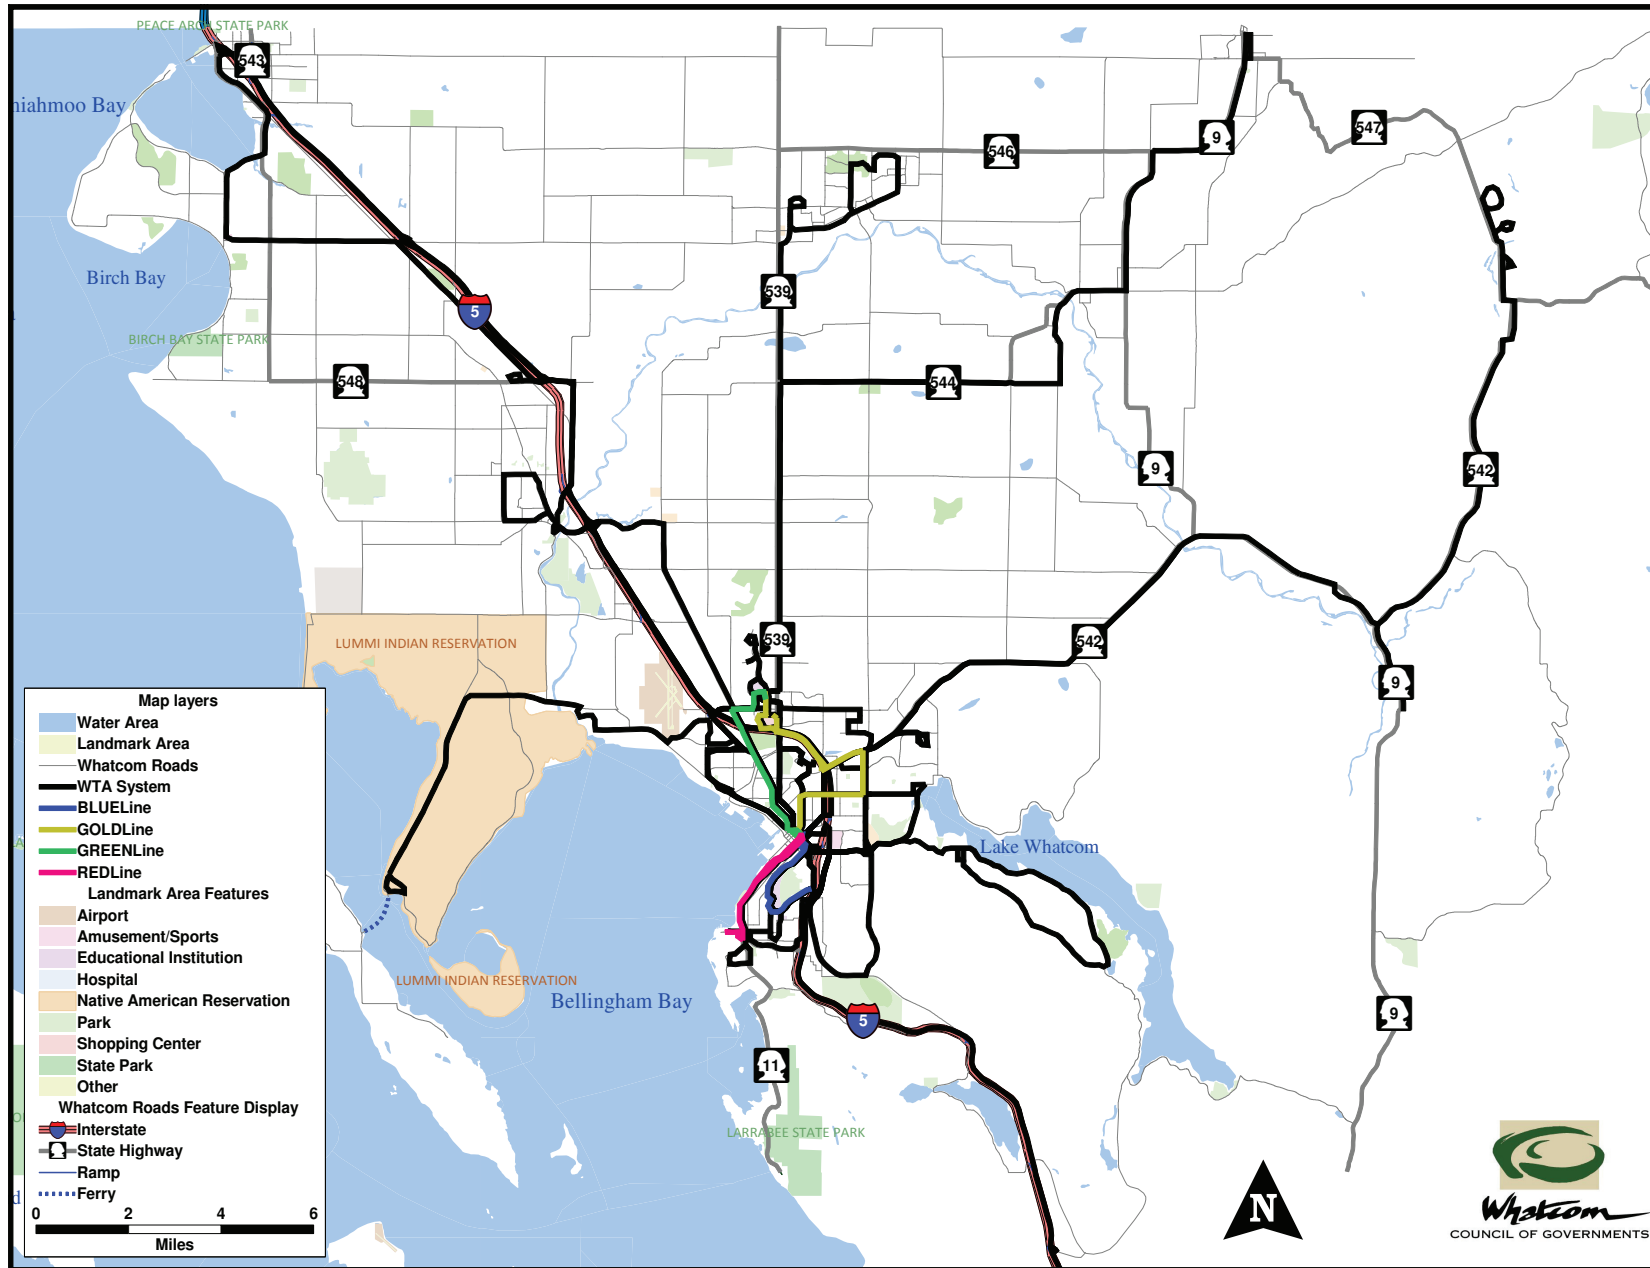 PEACE ARCH STATE PARK
543
niahmoo Bay
9
547
546
Birch Bay
539
5
BIRCH BAY STATE PARK
548
544
9
542
LUMMI INDIAN RESERVATION
539
542
9
Map layers
Water Area
Landmark Area
Whatcom Roads
WTA System
BLUELine
GOLDLine
GREENLine
REDLine
Landmark Area Features
Airport
Amusement/Sports
Educational Institution
Hospital
Native American Reservation
Park
Shopping Center
State Park
Other
Whatcom Roads Feature Display
Interstate
State Highway
Ramp
Ferry
0 2 4 6
Miles
Lake Whatcom
LUMMI INDIAN RESERVATION
Bellingham Bay
5
9
11
LARRABEE STATE PARK
N
Whatcom
COUNCIL OF GOVERNMENTS